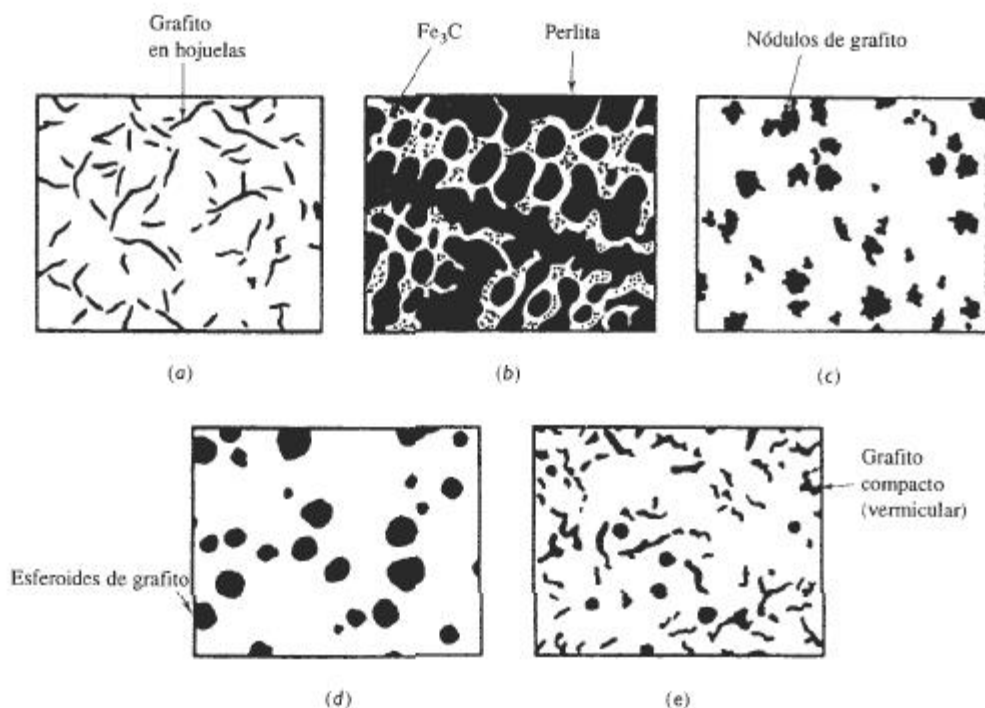 Grafito
en hojuelas
Fe₃C
Perlita
Nódulos de grafito
(a)
(b)
(c)
Esferoides de grafito
Grafito
compacto
(vermicular)
(d)
(e)